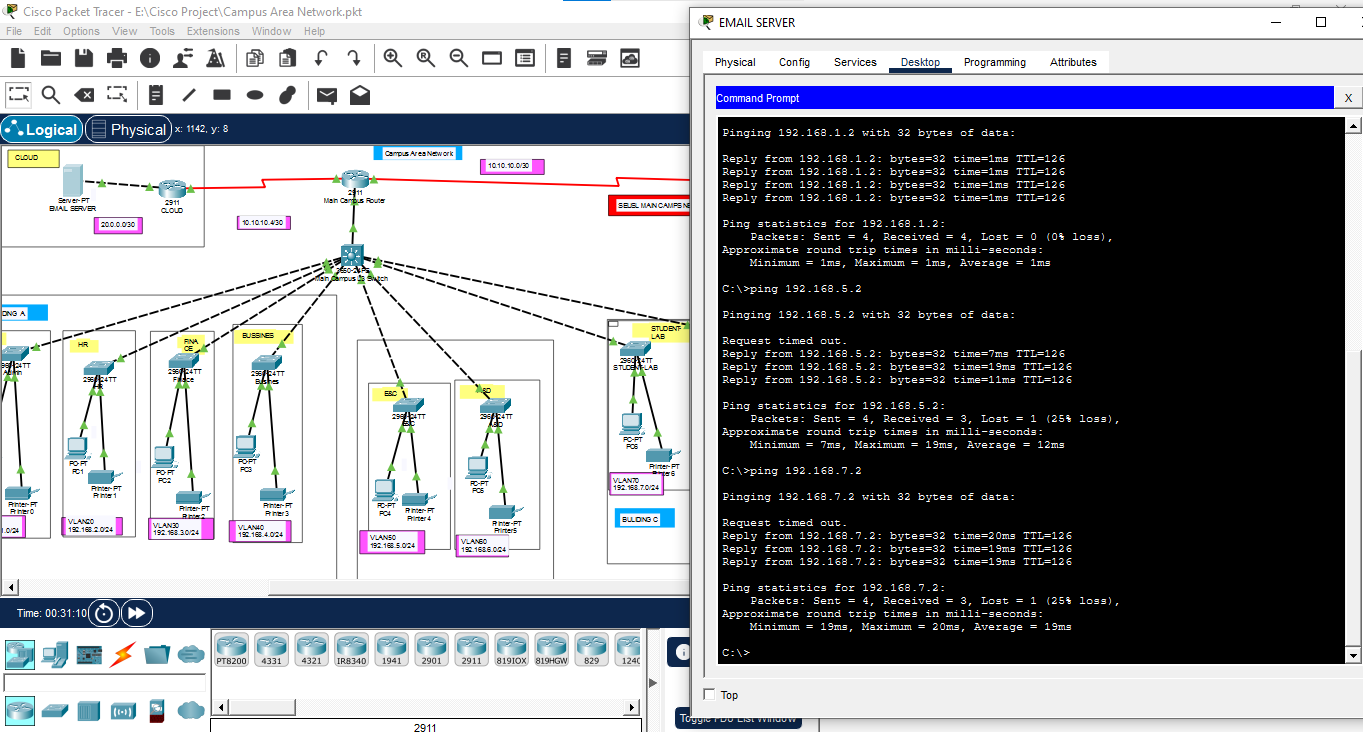 Cisco Packet Tracer - E:\Cisco Project\Campus Area Network.pkt
File Edit Options View Tools Extensions Window Help
Logical Physical x: 1142, y: 8
CLOUD
Server-PT
EMAIL SERVER
2911
CLOUD
20.0.0.0/30
Campus Area Network
10.10.10.0/30
2911
Main Campus Router
10.10.10.4/30
SEUSL MAIN CAMPS NE
Main Campus L3 Switch
DING A
HR
FINA
CE
BUSSINES
STUDENT-
LAB
2960-24TT
Admin
2960-24TT
2960-24TT
Finace
2960-24TT
Busines
2960-24TT
STUDENT-LAB
E&C
2960-24TT
E&C
2960-24TT
PC-PT
PC1
Printer-PT
Printer1
PC-PT
PC2
Printer-PT
Printer2
PC-PT
PC3
Printer-PT
Printer3
PC-PT
PC4
Printer-PT
Printer4
PC-PT
PC5
Printer-PT
Printer5
PC-PT
PC6
Printer-PT
Printer6
Printer-PT
Printer0
1.0/24
VLAN20
192.168.2.0/24
VLAN30
192.168.3.0/24
VLAN40
192.168.4.0/24
VLAN50
192.168.5.0/24
VLAN60
192.168.6.0/24
VLAN70
192.168.7.0/24
BULDING C
Time: 00:31:10
PT8200 4331 4321 IR8340 1941 2901 2911 819IOX 819HGW 829 1240
2911
Toggle PDU List Window
EMAIL SERVER
Physical Config Services Desktop Programming Attributes
Command Prompt X
Pinging 192.168.1.2 with 32 bytes of data:
Reply from 192.168.1.2: bytes=32 time=1ms TTL=126
Reply from 192.168.1.2: bytes=32 time=1ms TTL=126
Reply from 192.168.1.2: bytes=32 time=1ms TTL=126
Reply from 192.168.1.2: bytes=32 time=1ms TTL=126
Ping statistics for 192.168.1.2:
Packets: Sent = 4, Received = 4, Lost = 0 (0% loss),
Approximate round trip times in milli-seconds:
Minimum = 1ms, Maximum = 1ms, Average = 1ms
C:\>ping 192.168.5.2
Pinging 192.168.5.2 with 32 bytes of data:
Request timed out.
Reply from 192.168.5.2: bytes=32 time=7ms TTL=126
Reply from 192.168.5.2: bytes=32 time=19ms TTL=126
Reply from 192.168.5.2: bytes=32 time=11ms TTL=126
Ping statistics for 192.168.5.2:
Packets: Sent = 4, Received = 3, Lost = 1 (25% loss),
Approximate round trip times in milli-seconds:
Minimum = 7ms, Maximum = 19ms, Average = 12ms
C:\>ping 192.168.7.2
Pinging 192.168.7.2 with 32 bytes of data:
Request timed out.
Reply from 192.168.7.2: bytes=32 time=20ms TTL=126
Reply from 192.168.7.2: bytes=32 time=19ms TTL=126
Reply from 192.168.7.2: bytes=32 time=19ms TTL=126
Ping statistics for 192.168.7.2:
Packets: Sent = 4, Received = 3, Lost = 1 (25% loss),
Approximate round trip times in milli-seconds:
Minimum = 19ms, Maximum = 20ms, Average = 19ms
C:\>
Top